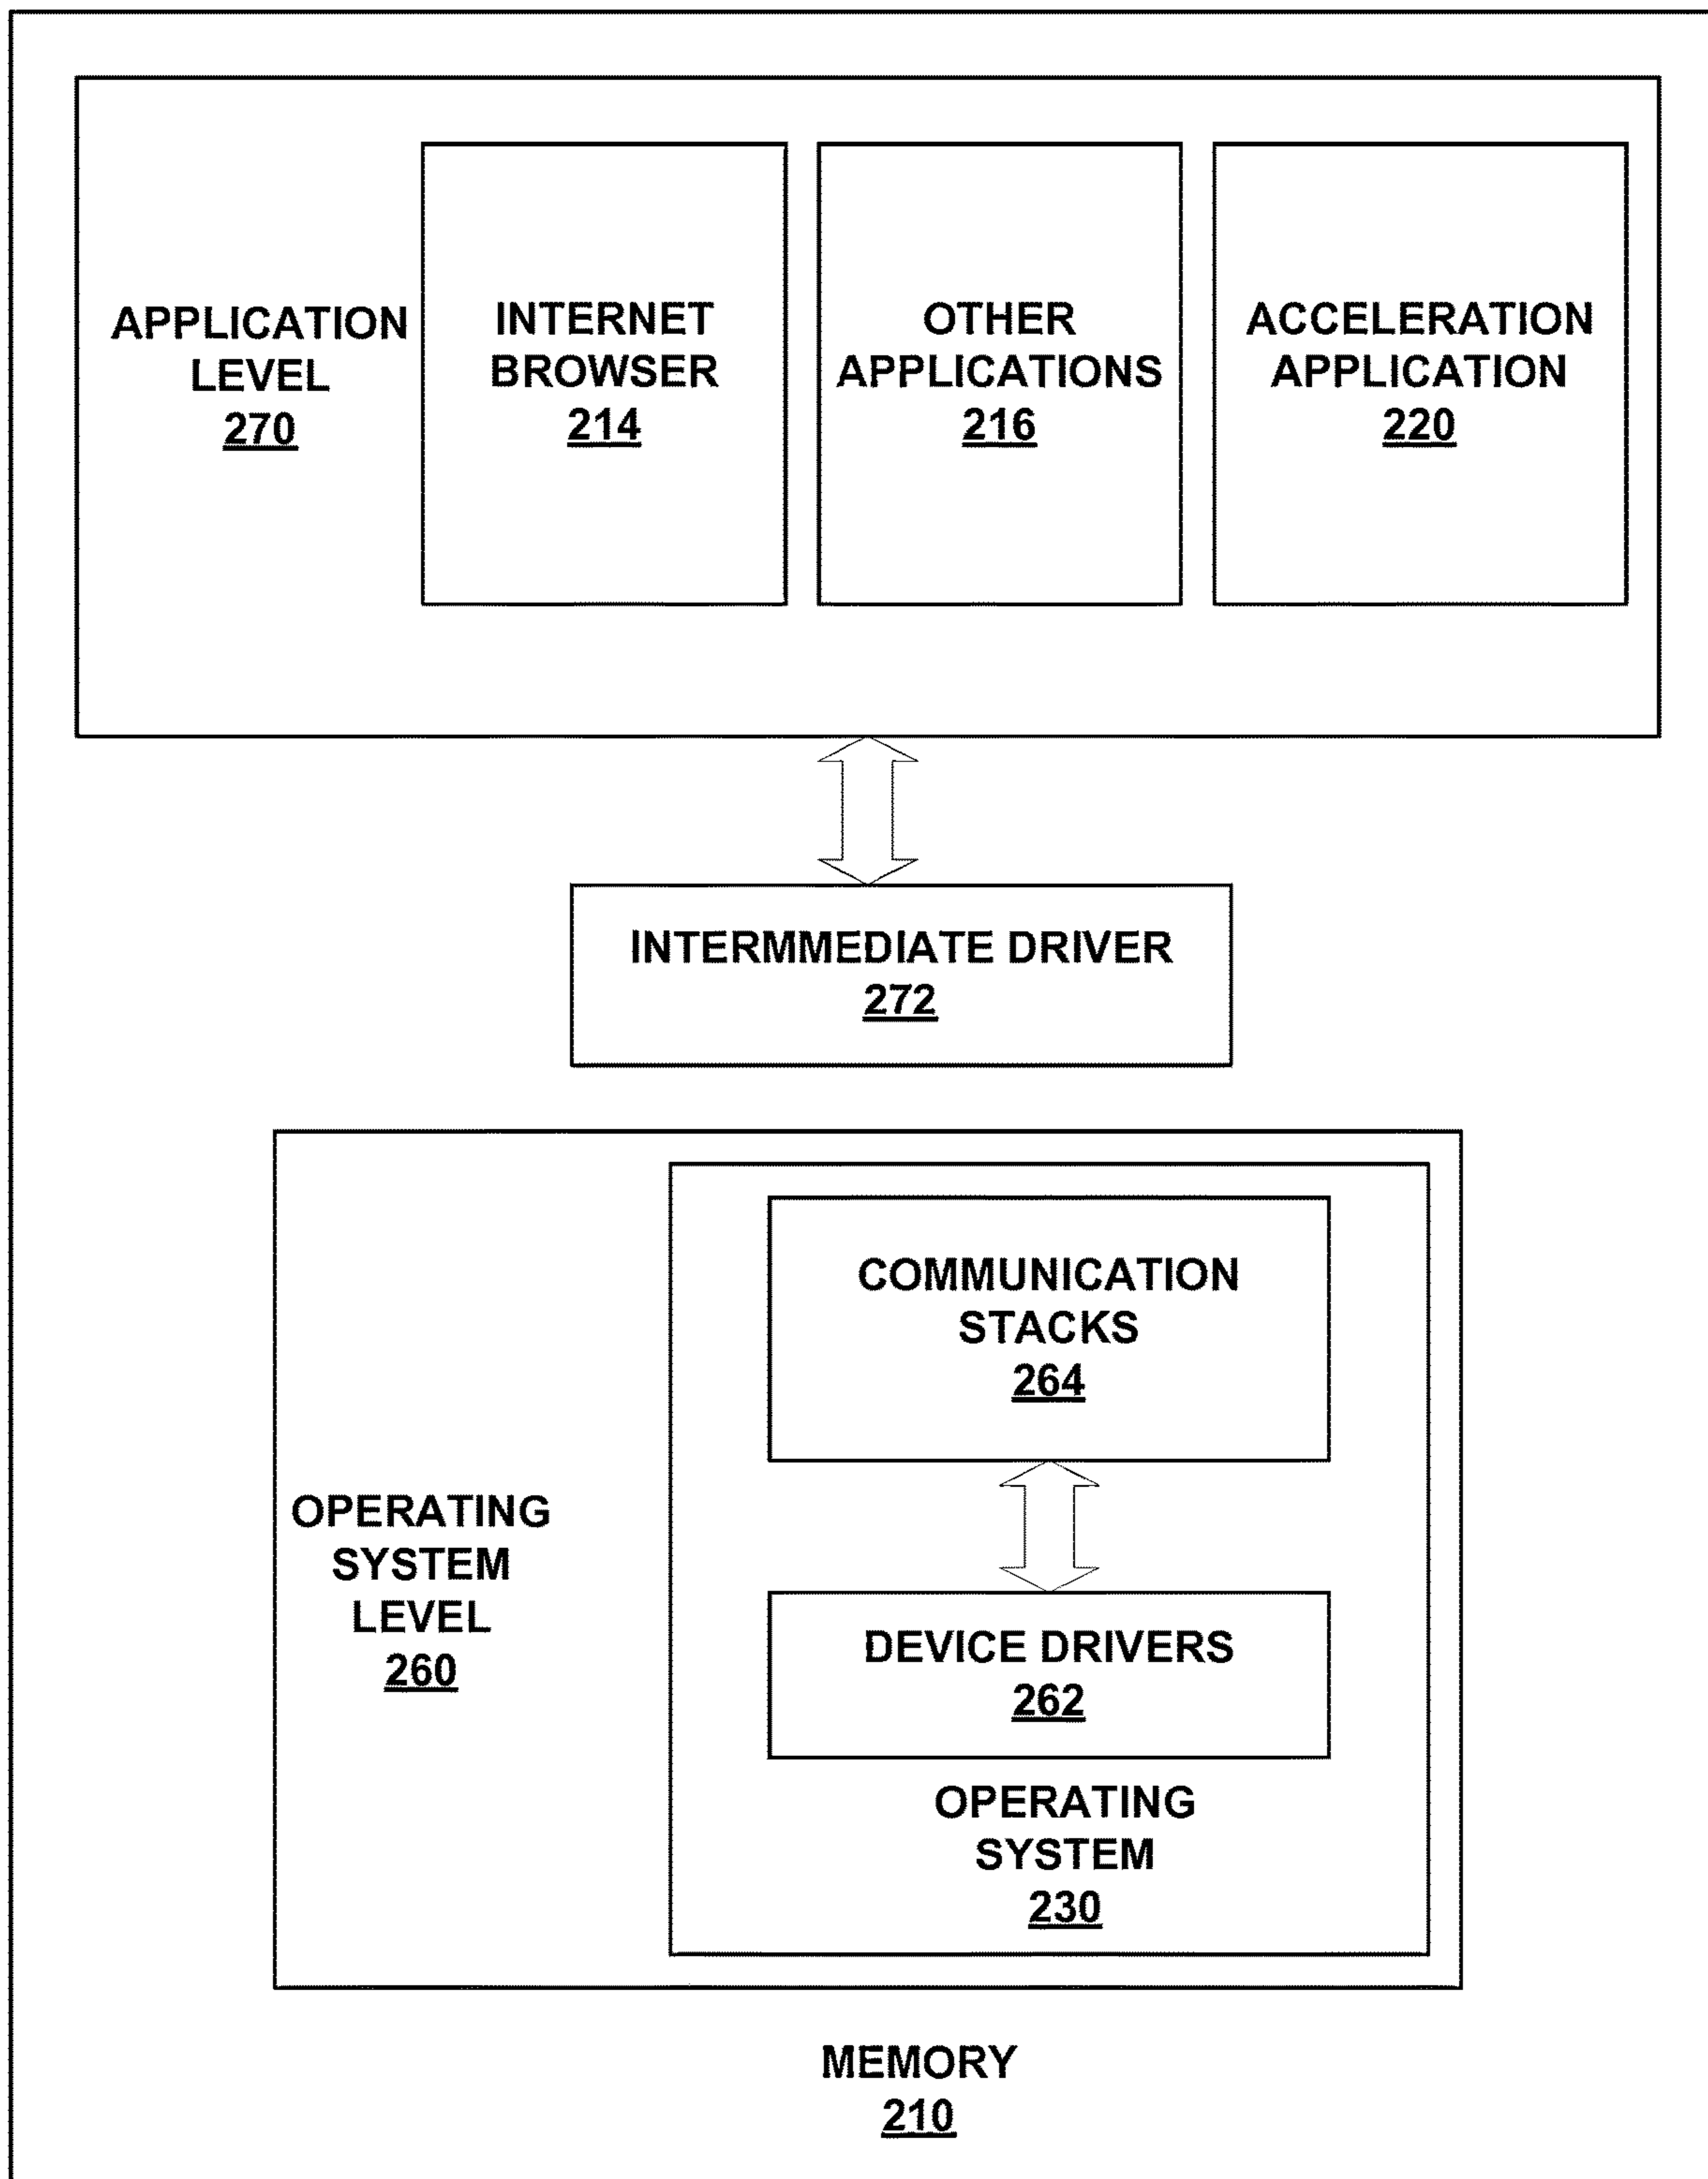 APPLICATION
LEVEL
270
INTERNET
BROWSER
214
OTHER
APPLICATIONS
216
ACCELERATION
APPLICATION
220
INTERMMEDIATE DRIVER
272
COMMUNICATION
STACKS
264
OPERATING
SYSTEM
LEVEL
260
DEVICE DRIVERS
262
OPERATING
SYSTEM
230
MEMORY
210